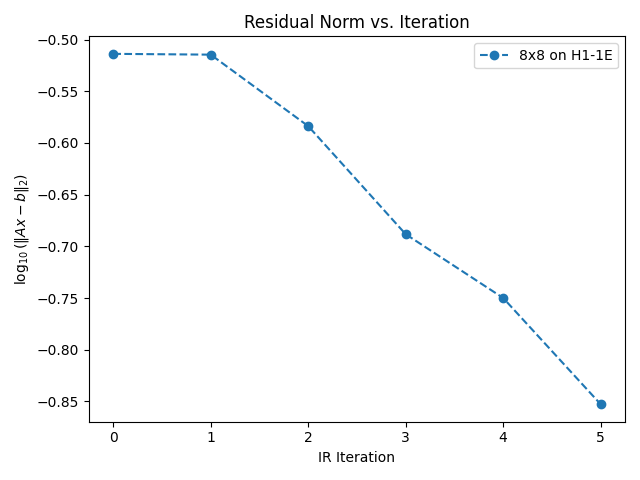 Residual Norm vs. Iteration
8x8 on H1-1E
log₁₀(‖Ax − b‖₂)
−0.50
−0.55
−0.60
−0.65
−0.70
−0.75
−0.80
−0.85
0 1 2 3 4 5
IR Iteration